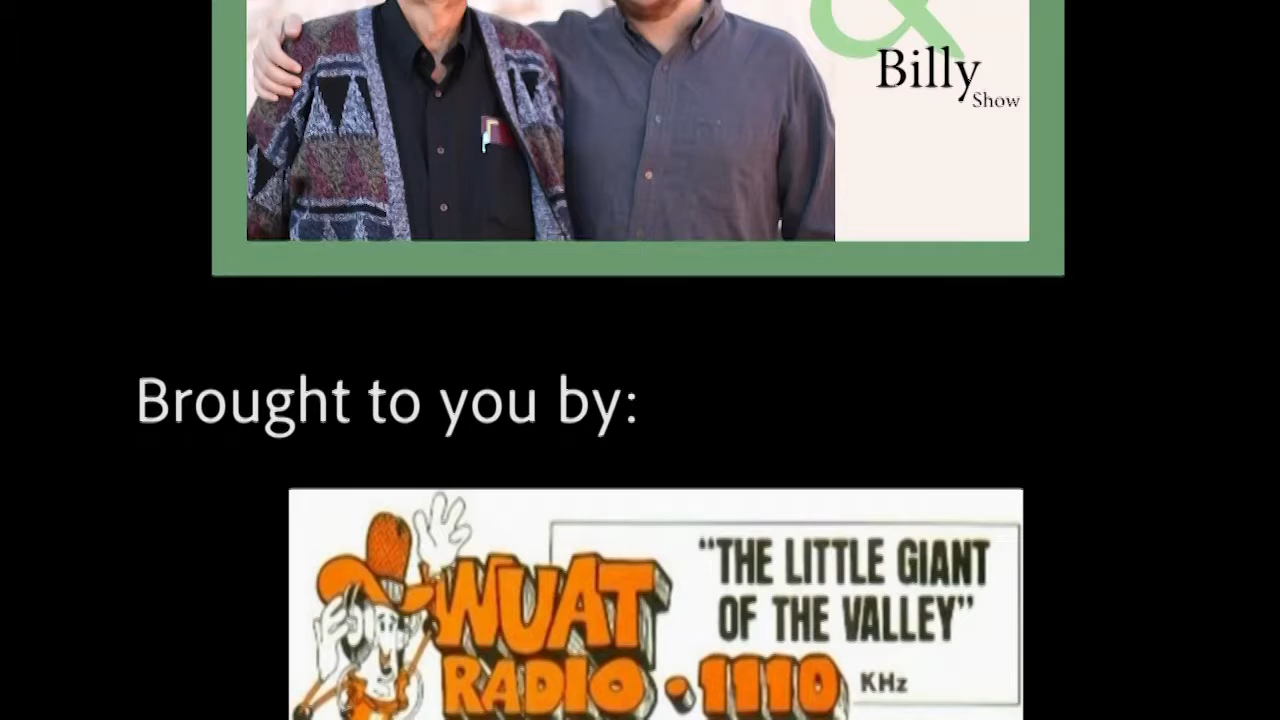 &
Billy
Show
Brought to you by:
WUAT
RADIO • 1110 KHz
"THE LITTLE GIANT
OF THE VALLEY"